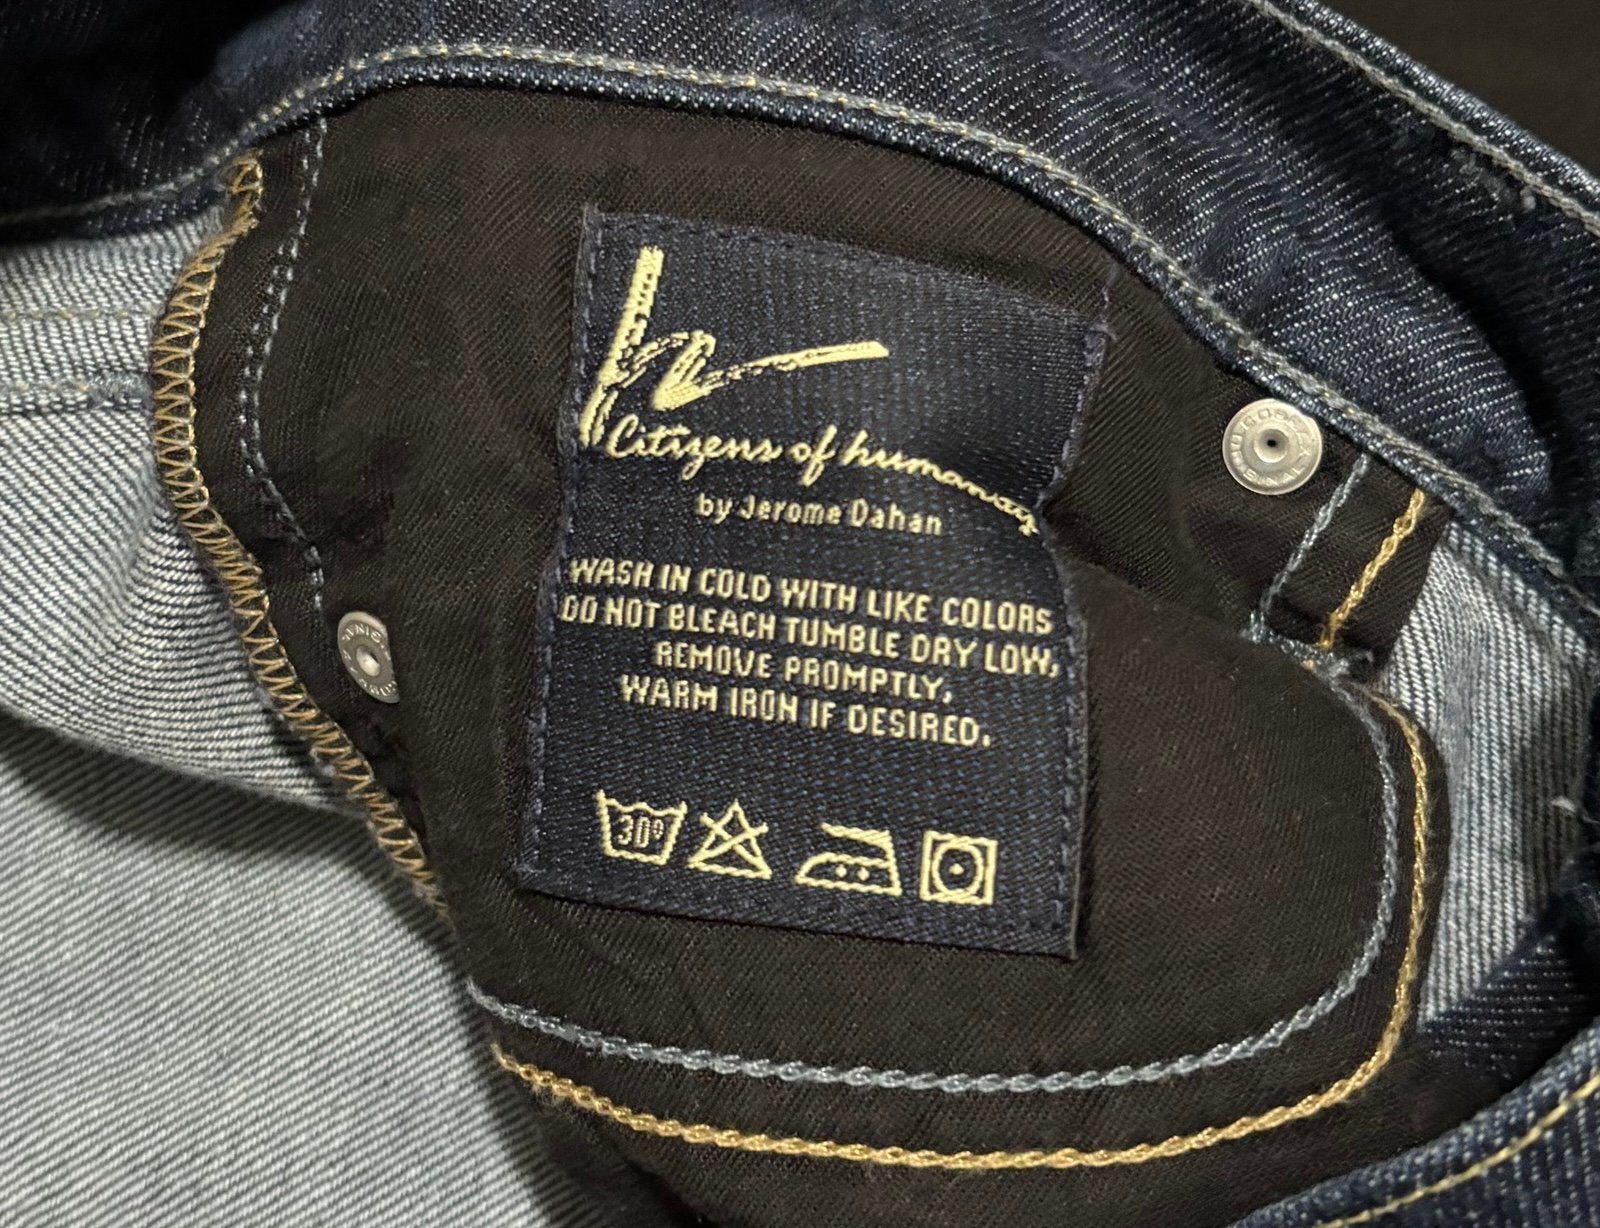 Citizens of humanity
by Jerome Dahan
WASH IN COLD WITH LIKE COLORS
DO NOT BLEACH TUMBLE DRY LOW,
REMOVE PROMPTLY.
WARM IRON IF DESIRED.
30°